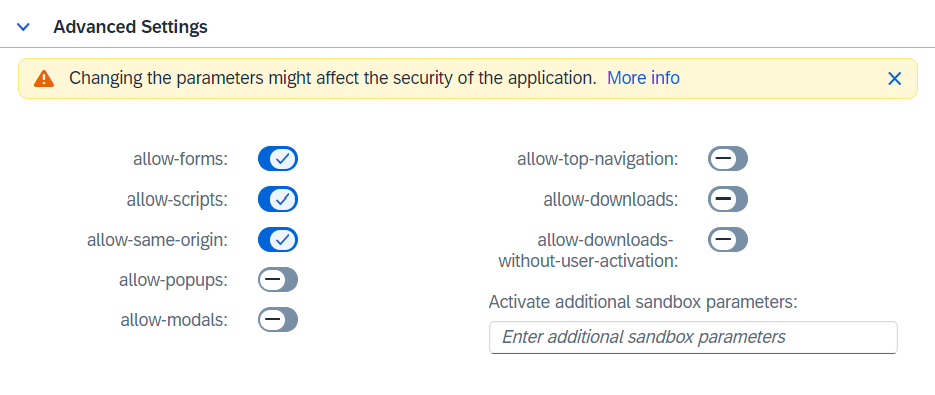 Advanced Settings
Changing the parameters might affect the security of the application. More info
allow-forms:
allow-scripts:
allow-same-origin:
allow-popups:
allow-modals:
allow-top-navigation:
allow-downloads:
allow-downloads-
without-user-activation:
Activate additional sandbox parameters:
Enter additional sandbox parameters